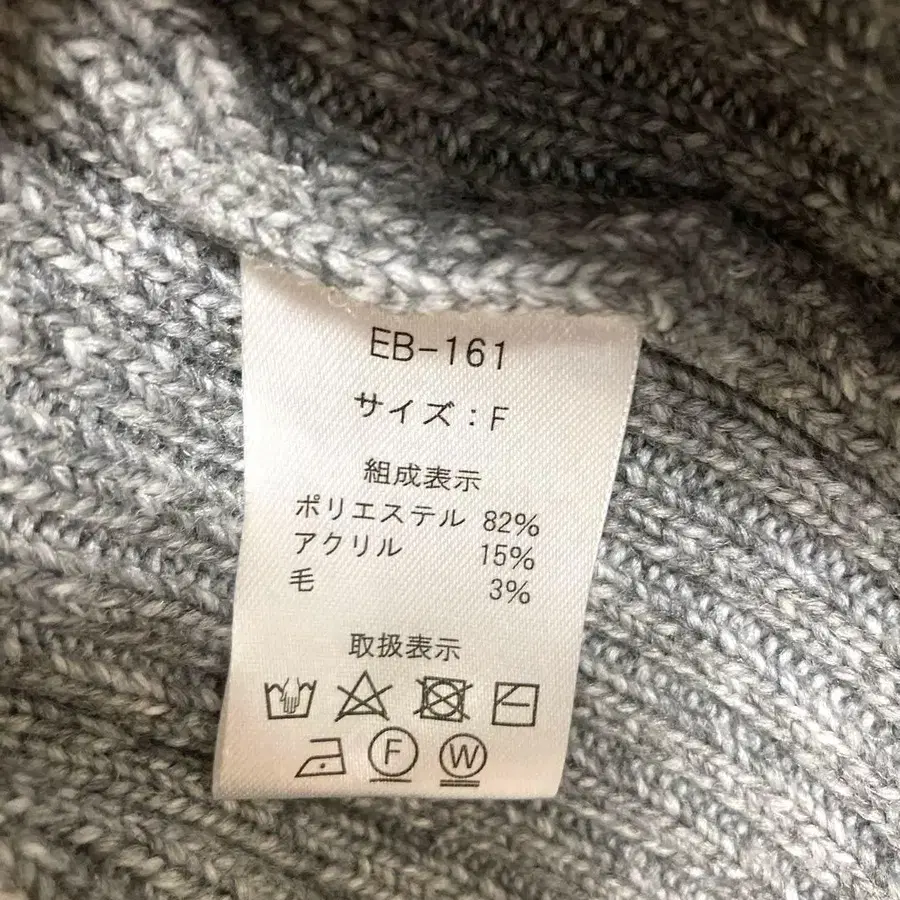 EB-161
サイズ：F
組成表示
ポリエステル 82%
アクリル 15%
毛 3%
取扱表示
F W